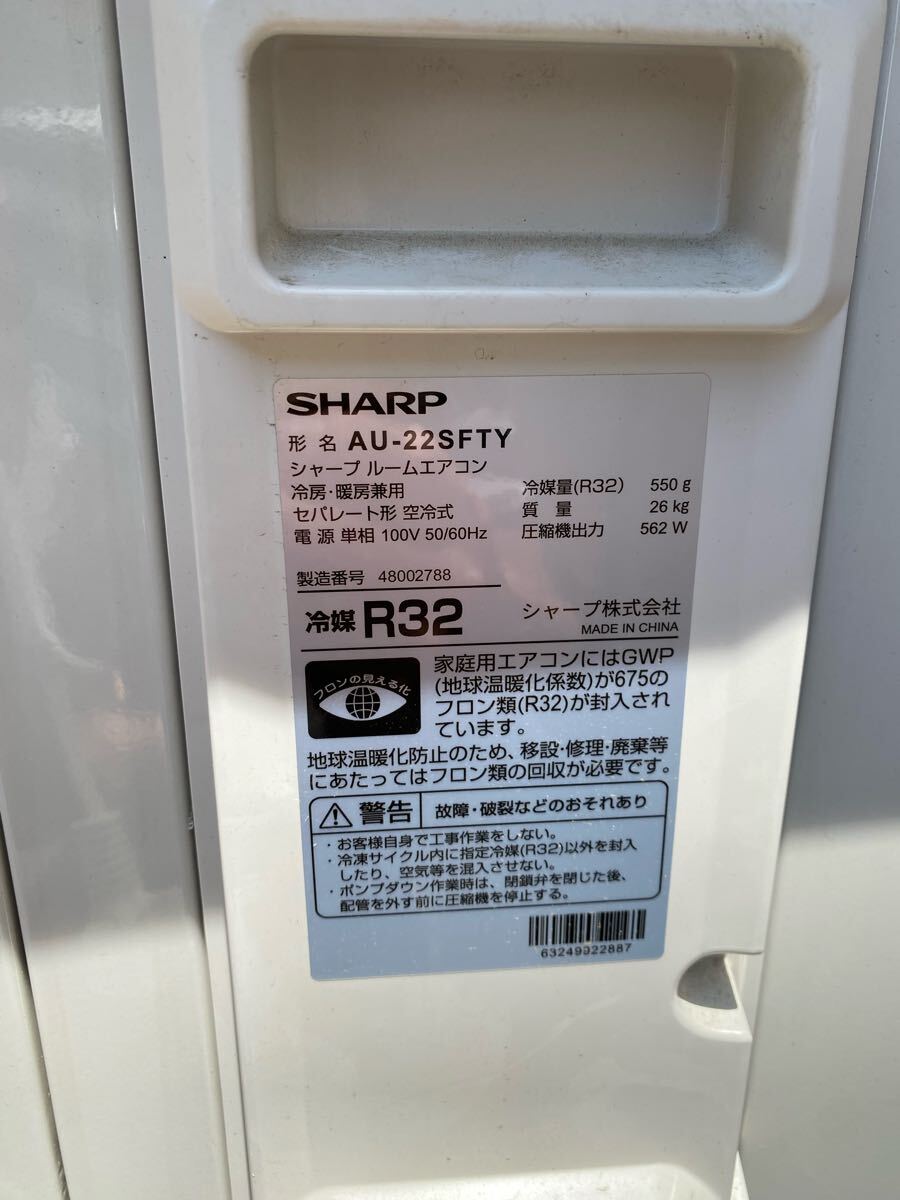 SHARP
形 名 AU-22SFTY
シャープ ルームエアコン
冷房・暖房兼用
セパレート形 空冷式
電 源 単相 100V 50/60Hz
冷媒量(R32) 550 g
質 量 26 kg
圧縮機出力 562 W
製造番号 48002788
冷媒 R32
シャープ株式会社
MADE IN CHINA
フロンの見える化
家庭用エアコンにはGWP
(地球温暖化係数)が675の
フロン類(R32)が封入され
ています。
地球温暖化防止のため、移設・修理・廃棄等
にあたってはフロン類の回収が必要です。
警告 故障・破裂などのおそれあり
・お客様自身で工事作業をしない。
・冷凍サイクル内に指定冷媒(R32)以外を封入
したり、空気等を混入させない。
・ポンプダウン作業時は、閉鎖弁を閉じた後、
配管を外す前に圧縮機を停止する。
63249922887